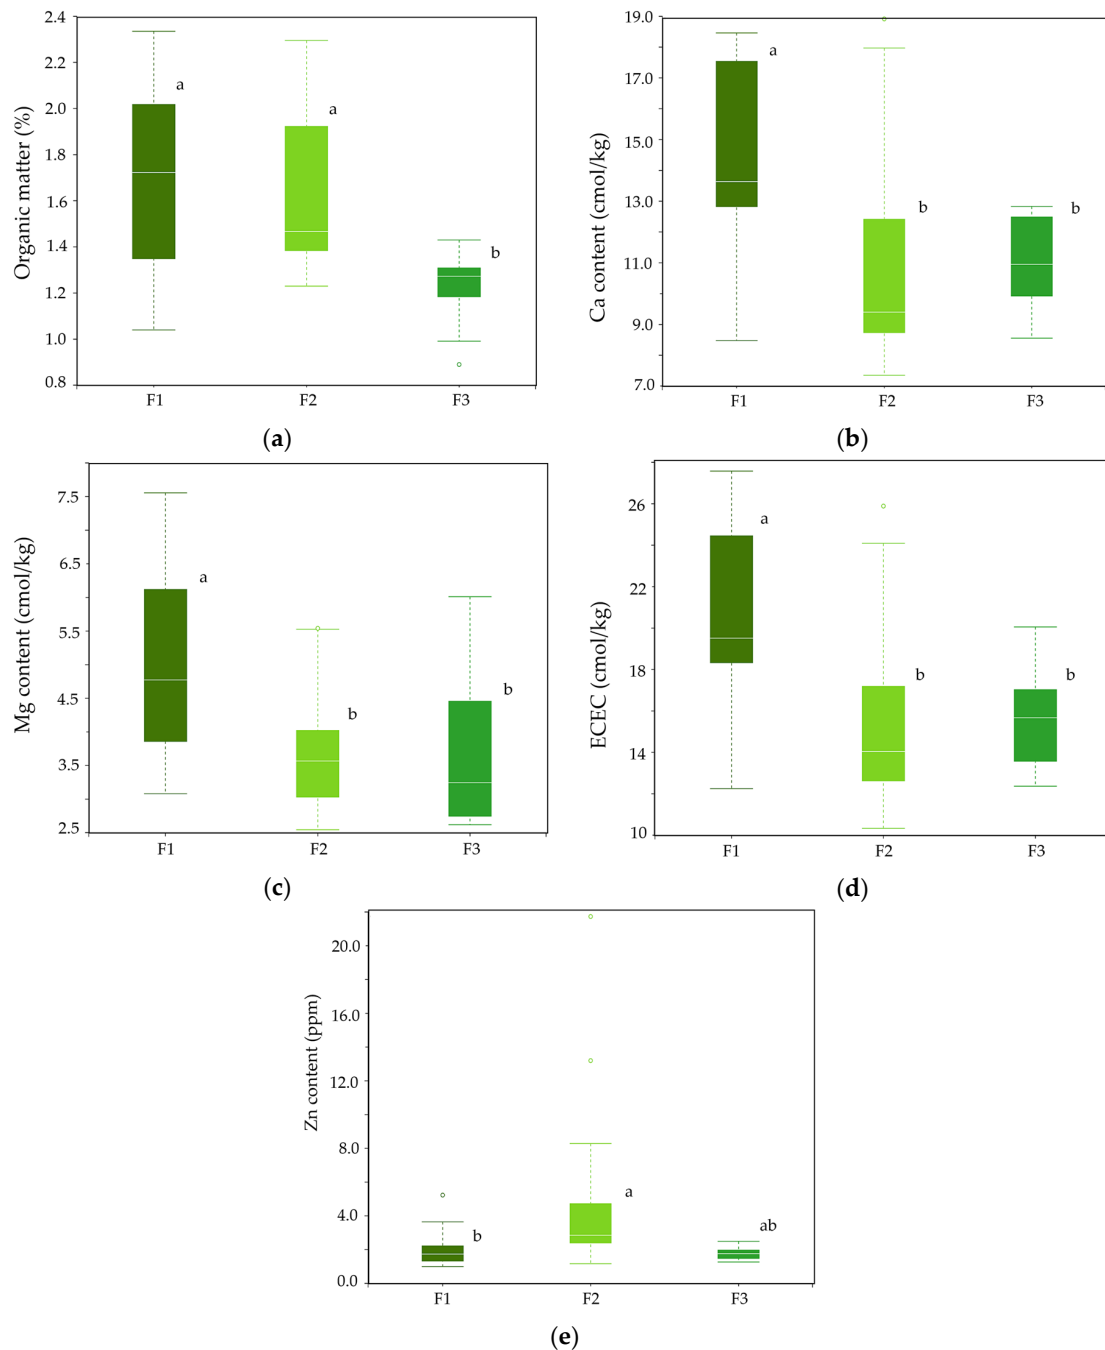 2.4
2.0
1.8
1.6
1.4
1.2
1.0
0.8
Organic matter (%)
a
a
b
F1
F2
F3
(a)
19.0
17.0
15.0
13.0
11.0
9.0
7.0
Ca content (cmol/kg)
a
b
b
F1
F2
F3
(b)
7.5
6.5
5.5
4.5
3.5
2.5
Mg content (cmol/kg)
a
b
b
F1
F2
F3
(c)
26
22
18
14
10
ECEC (cmol/kg)
a
b
b
F1
F2
F3
(d)
20.0
16.0
12.0
8.0
4.0
0.0
Zn content (ppm)
b
a
ab
F1
F2
F3
(e)